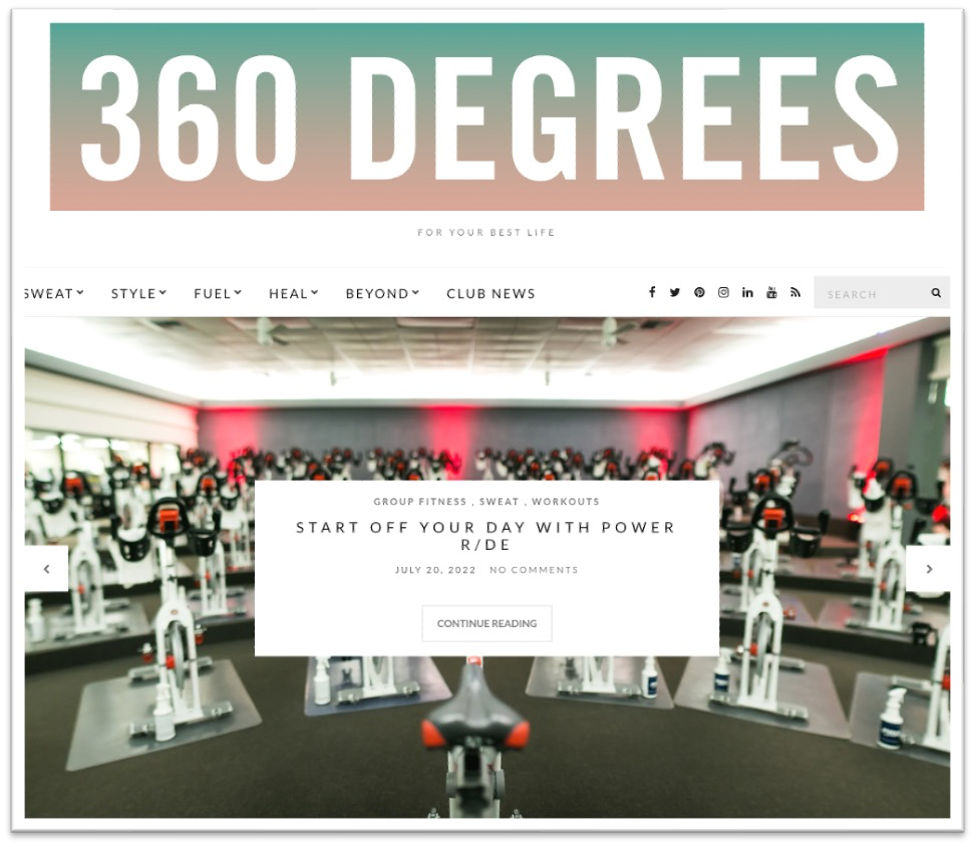 360 DEGREES
FOR YOUR BEST LIFE
SWEAT STYLE FUEL HEAL BEYOND CLUB NEWS SEARCH
GROUP FITNESS , SWEAT , WORKOUTS
START OFF YOUR DAY WITH POWER
R/DE
JULY 20, 2022 NO COMMENTS
CONTINUE READING